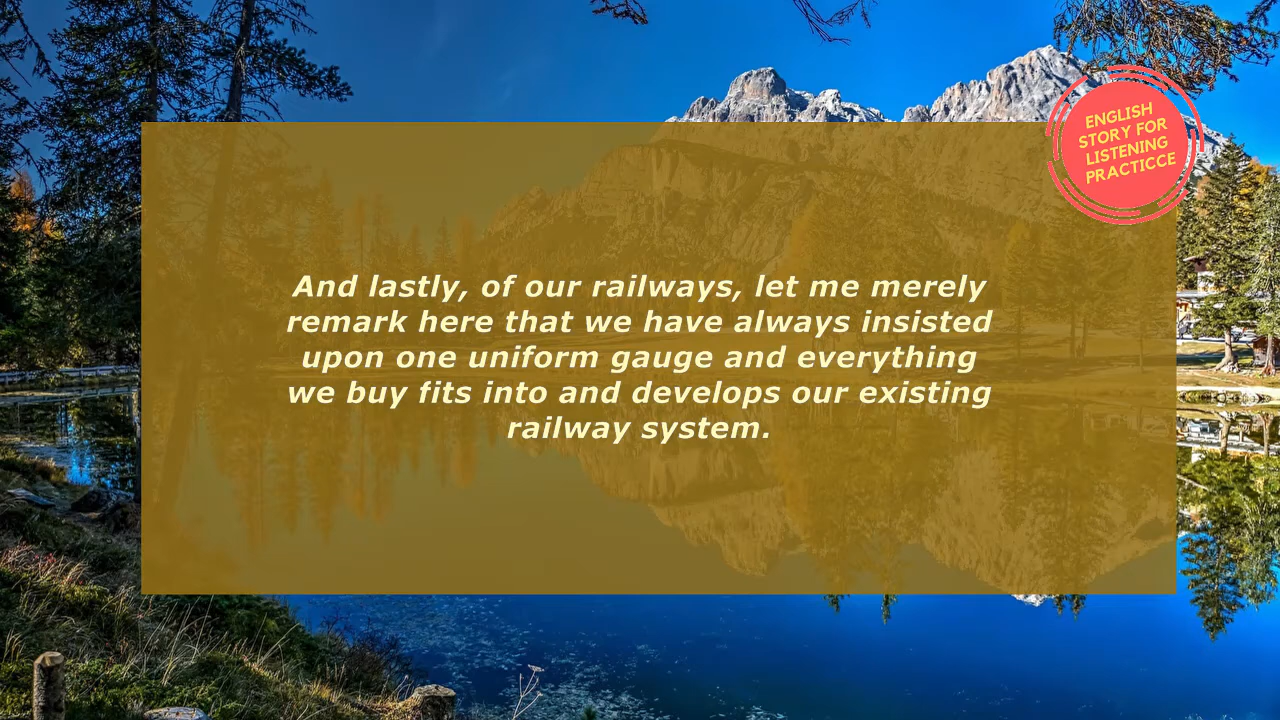 ENGLISH
STORY FOR
LISTENING
PRACTICCE
And lastly, of our railways, let me merely
remark here that we have always insisted
upon one uniform gauge and everything
we buy fits into and develops our existing
railway system.